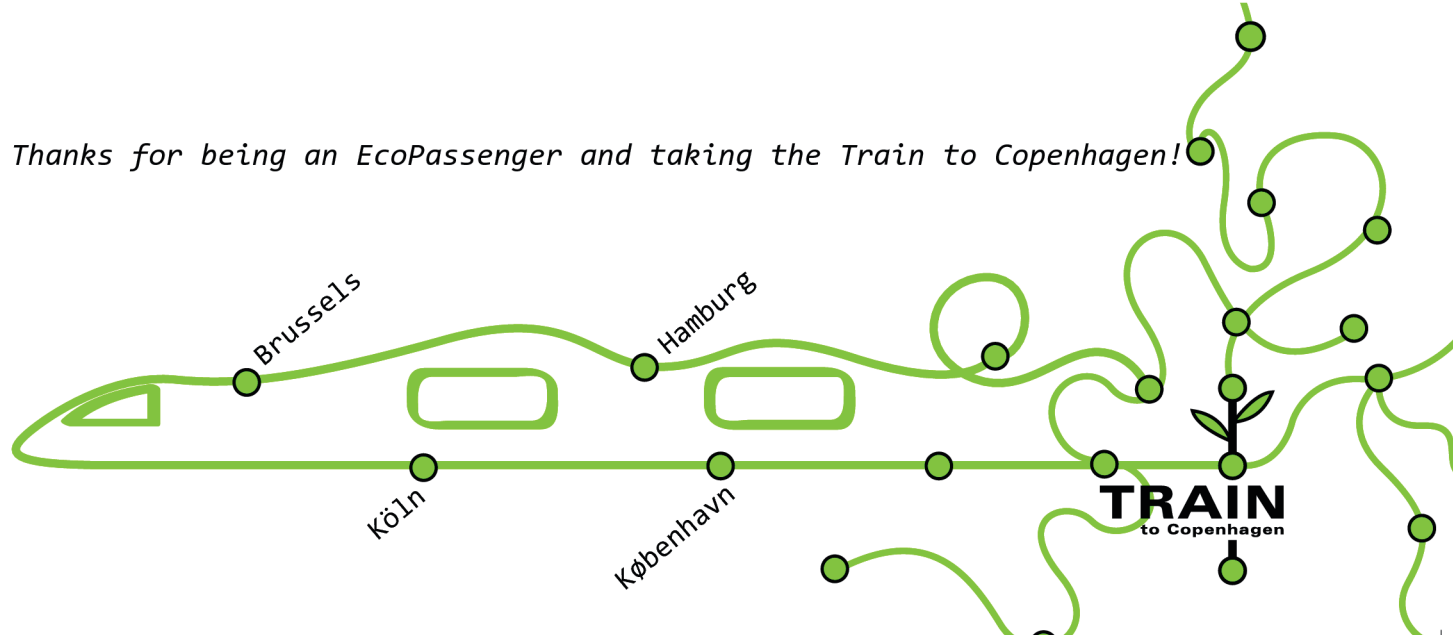 Thanks for being an EcoPassenger and taking the Train to Copenhagen!
Brussels
Hamburg
Köln
København
TRAIN
to Copenhagen